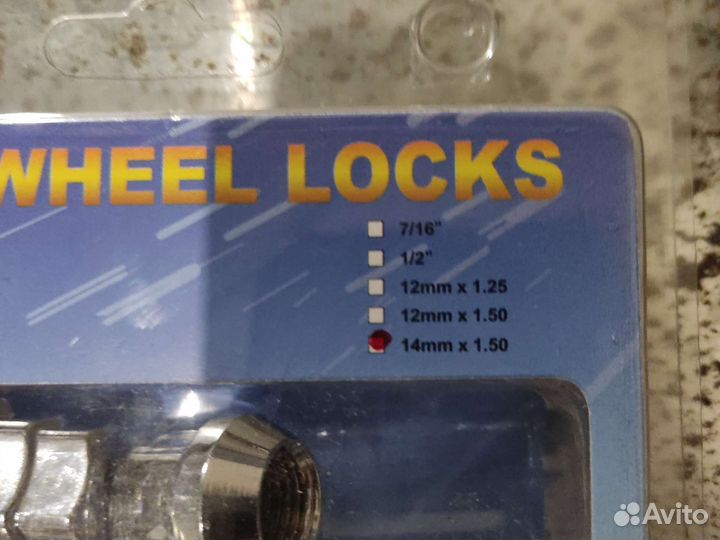 WHEEL LOCKS
7/16"
1/2"
12mm x 1.25
12mm x 1.50
14mm x 1.50
Avito